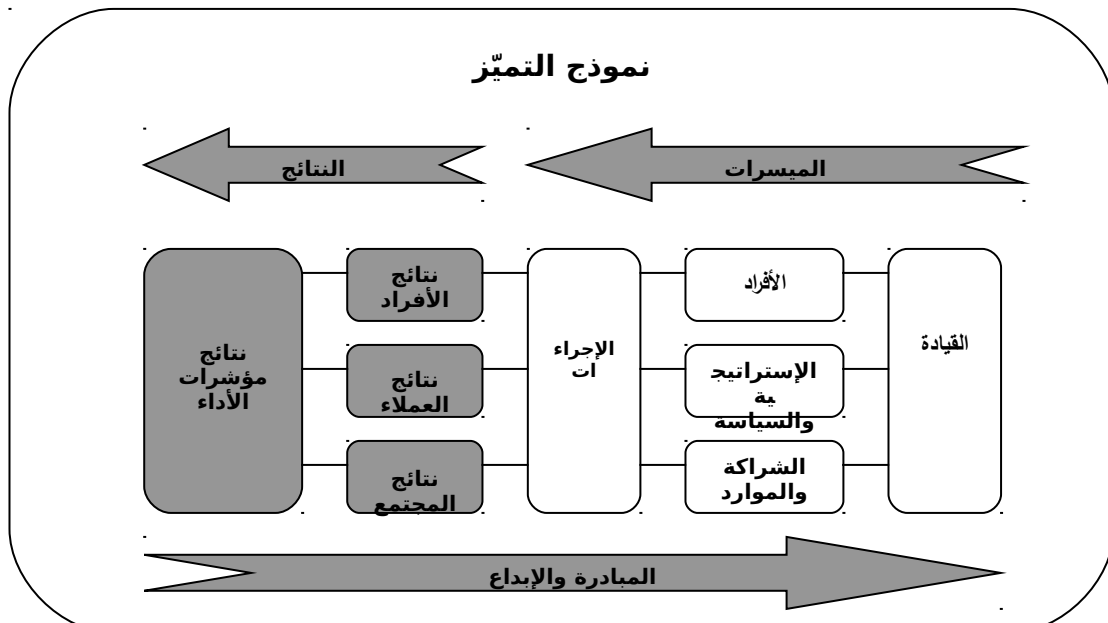 نموذج التميّز
الميسرات
النتائج
القيادة
الأفراد
الإستراتيج
ية
والسياسة
الشراكة
والموارد
الإجراء
ات
نتائج
الأفراد
نتائج
العملاء
نتائج
المجتمع
نتائج
مؤشرات
الأداء
المبادرة والإبداع